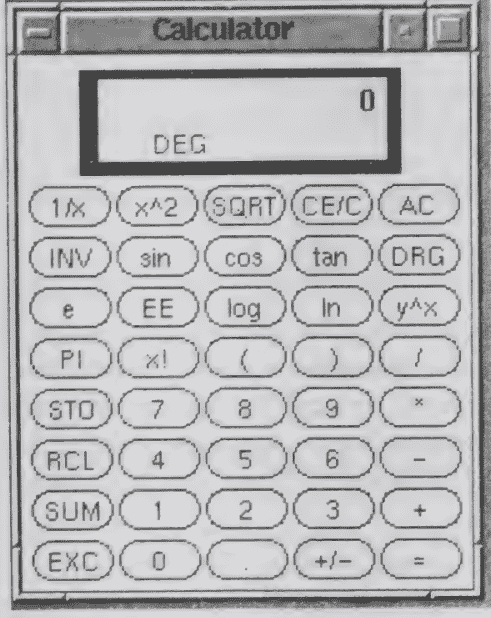 Calculator
0
DEG
1/x x^2 SQRT CE/C AC
INV sin cos tan DRG
e EE log ln y^x
PI x! ( ) /
STO 7 8 9 *
RCL 4 5 6 -
SUM 1 2 3 +
EXC 0 . +/- =